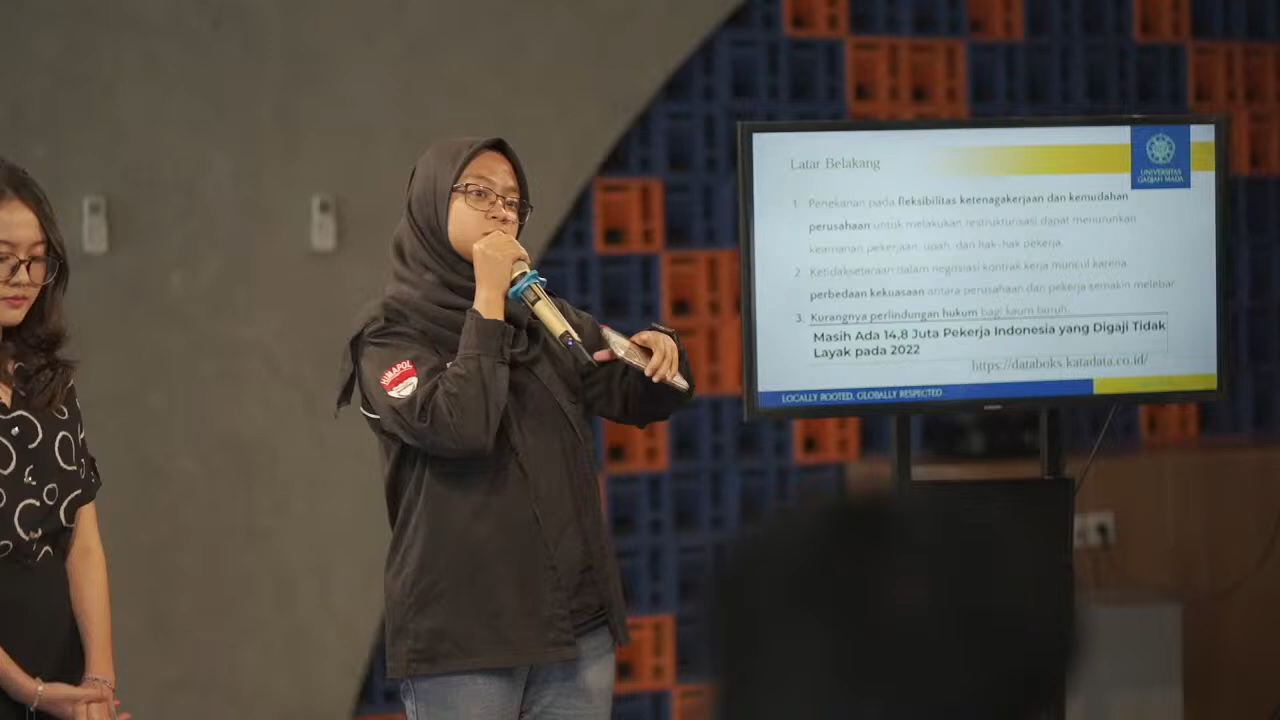 HIMAPOL
Latar Belakang
UNIVERSITAS
GADJAH MADA
1. Penekanan pada fleksibilitas ketenagakerjaan dan kemudahan
perusahaan untuk melakukan restrukturisasi dapat menurunkan
keamanan pekerjaan, upah, dan hak-hak pekerja.
2. Ketidaksetaraan dalam negosiasi kontrak kerja muncul karena
perbedaan kekuasaan antara perusahaan dan pekerja semakin melebar
3. Kurangnya perlindungan hukum bagi kaum buruh.
Masih Ada 14,8 Juta Pekerja Indonesia yang Digaji Tidak
Layak pada 2022
https://databoks.katadata.co.id/
LOCALLY ROOTED, GLOBALLY RESPECTED